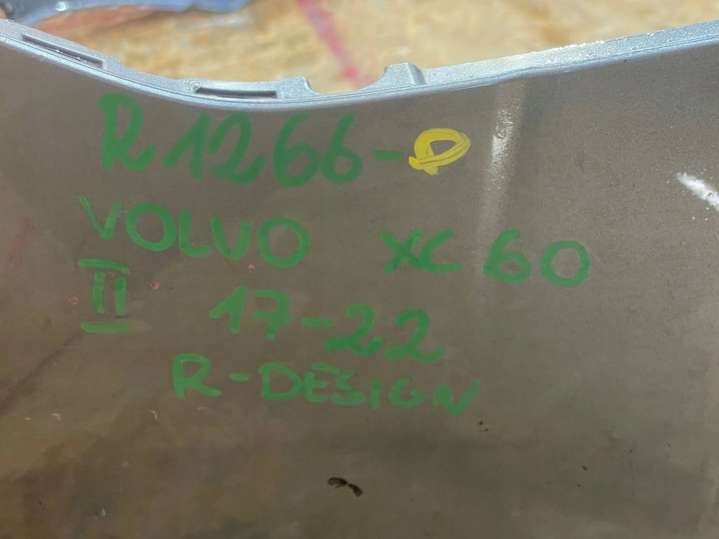 R1266-D
VOLVO XC60
II 17-22
R-DESIGN